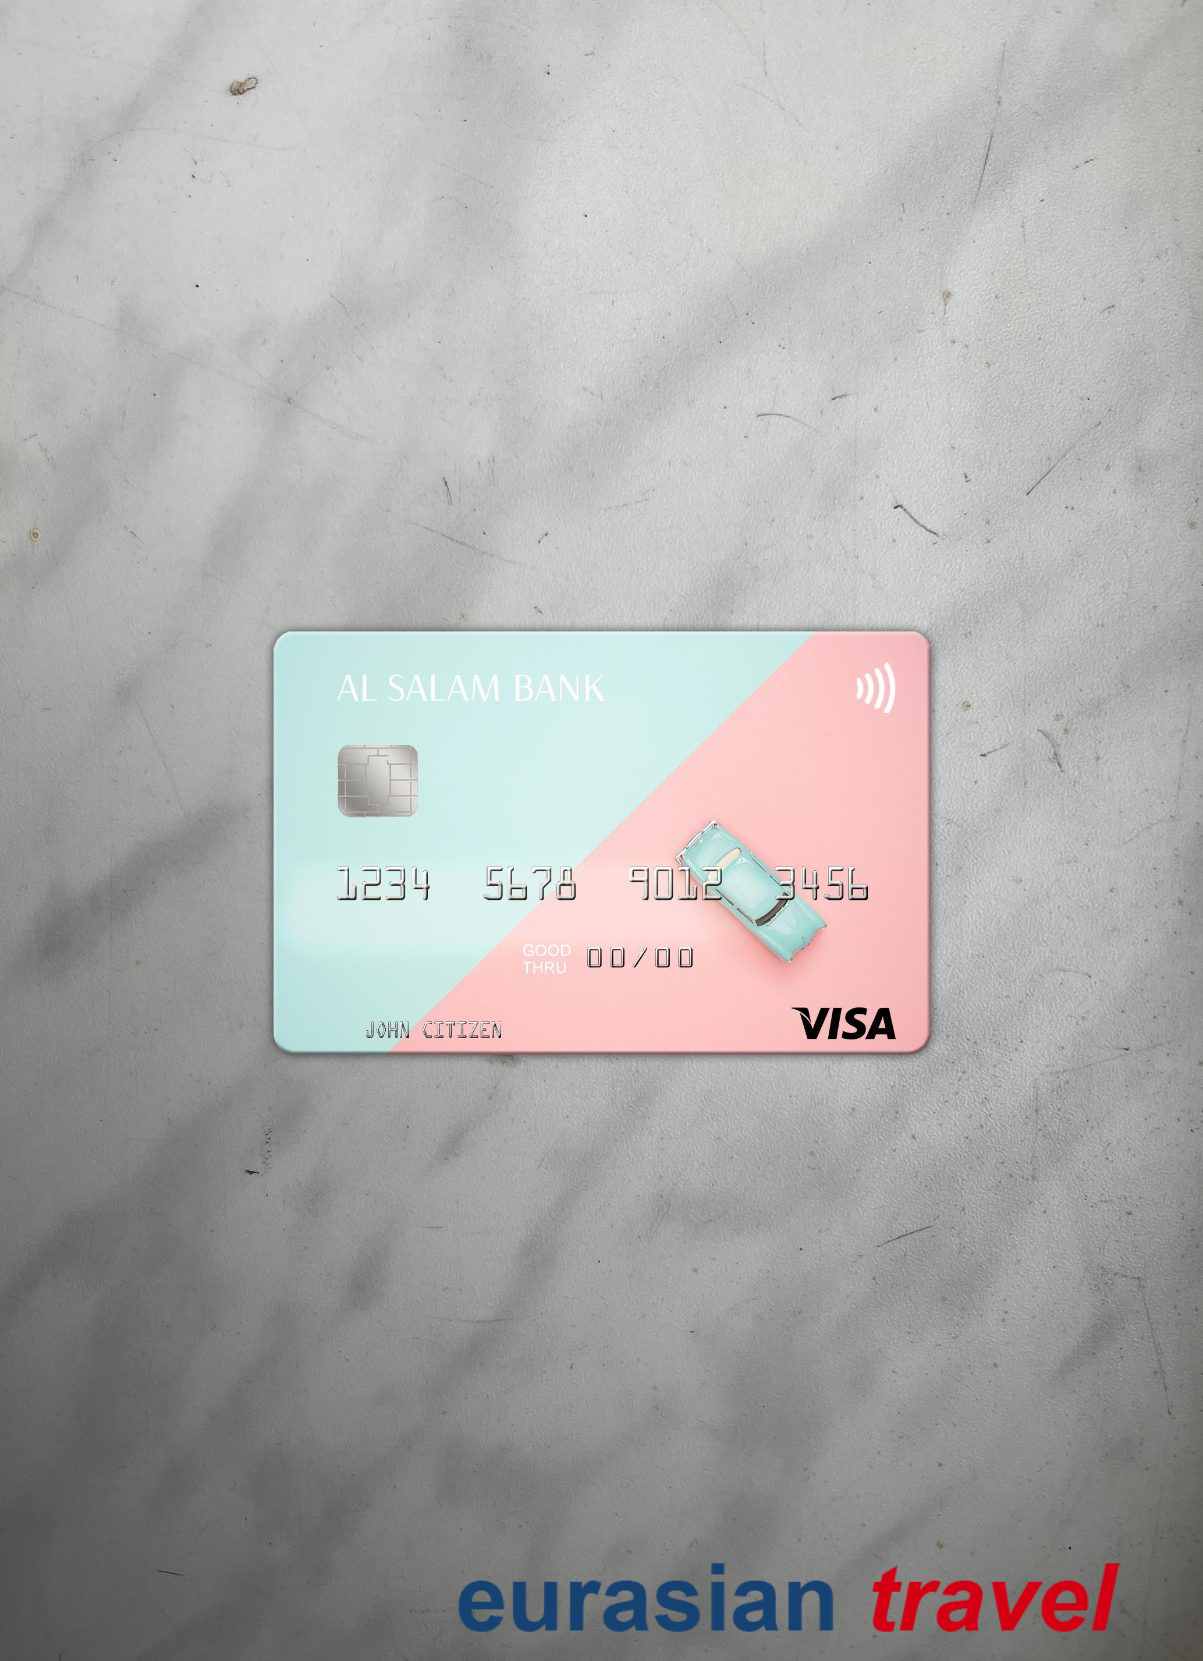 AL SALAM BANK
1234 5678 9012 3456
GOOD
THRU 00/00
JOHN CITIZEN
VISA
eurasian travel